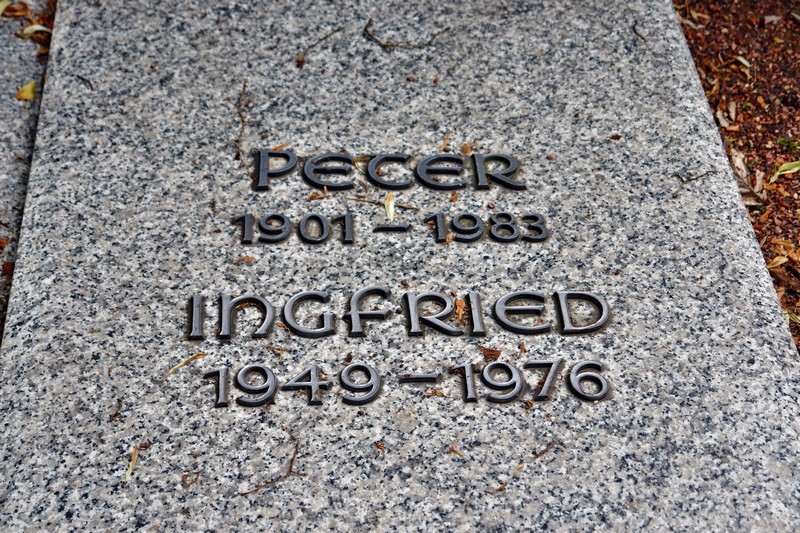 PETER
1901 – 1983
INGFRIED
1949 – 1976